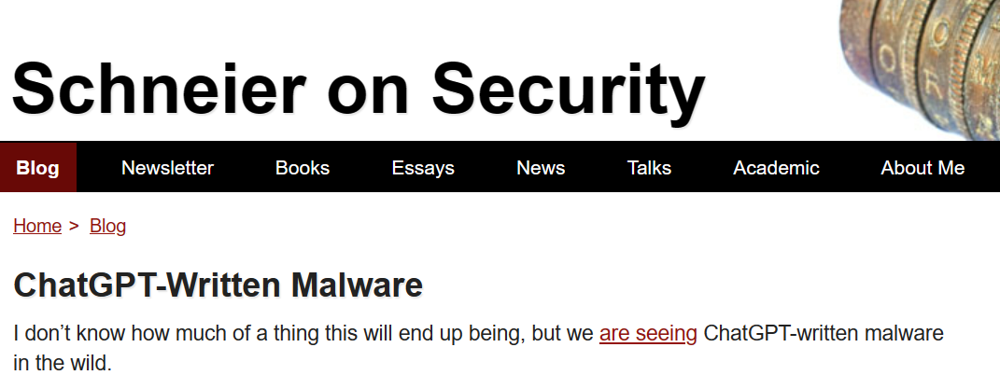 Schneier on Security
Blog Newsletter Books Essays News Talks Academic About Me
Home > Blog
ChatGPT-Written Malware
I don’t know how much of a thing this will end up being, but we are seeing ChatGPT-written malware
in the wild.